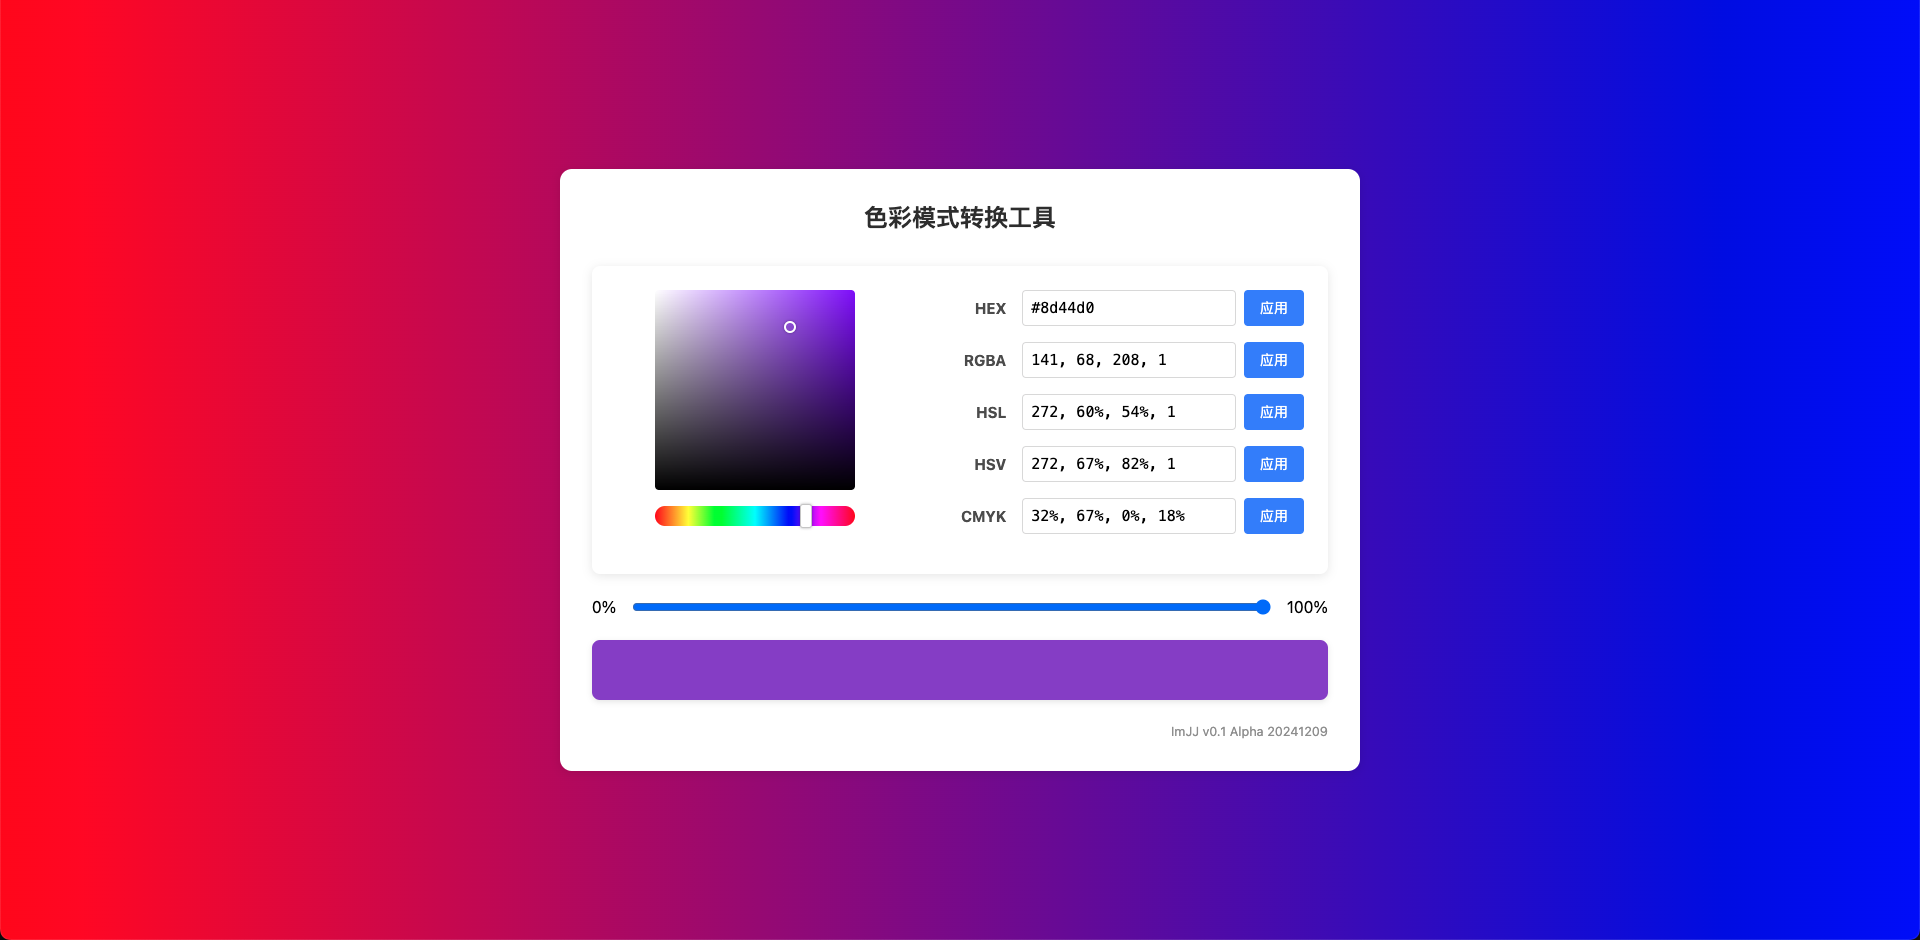 色彩模式转换工具
HEX #8d44d0 应用
RGBA 141, 68, 208, 1 应用
HSL 272, 60%, 54%, 1 应用
HSV 272, 67%, 82%, 1 应用
CMYK 32%, 67%, 0%, 18% 应用
0% 100%
ImJJ v0.1 Alpha 20241209